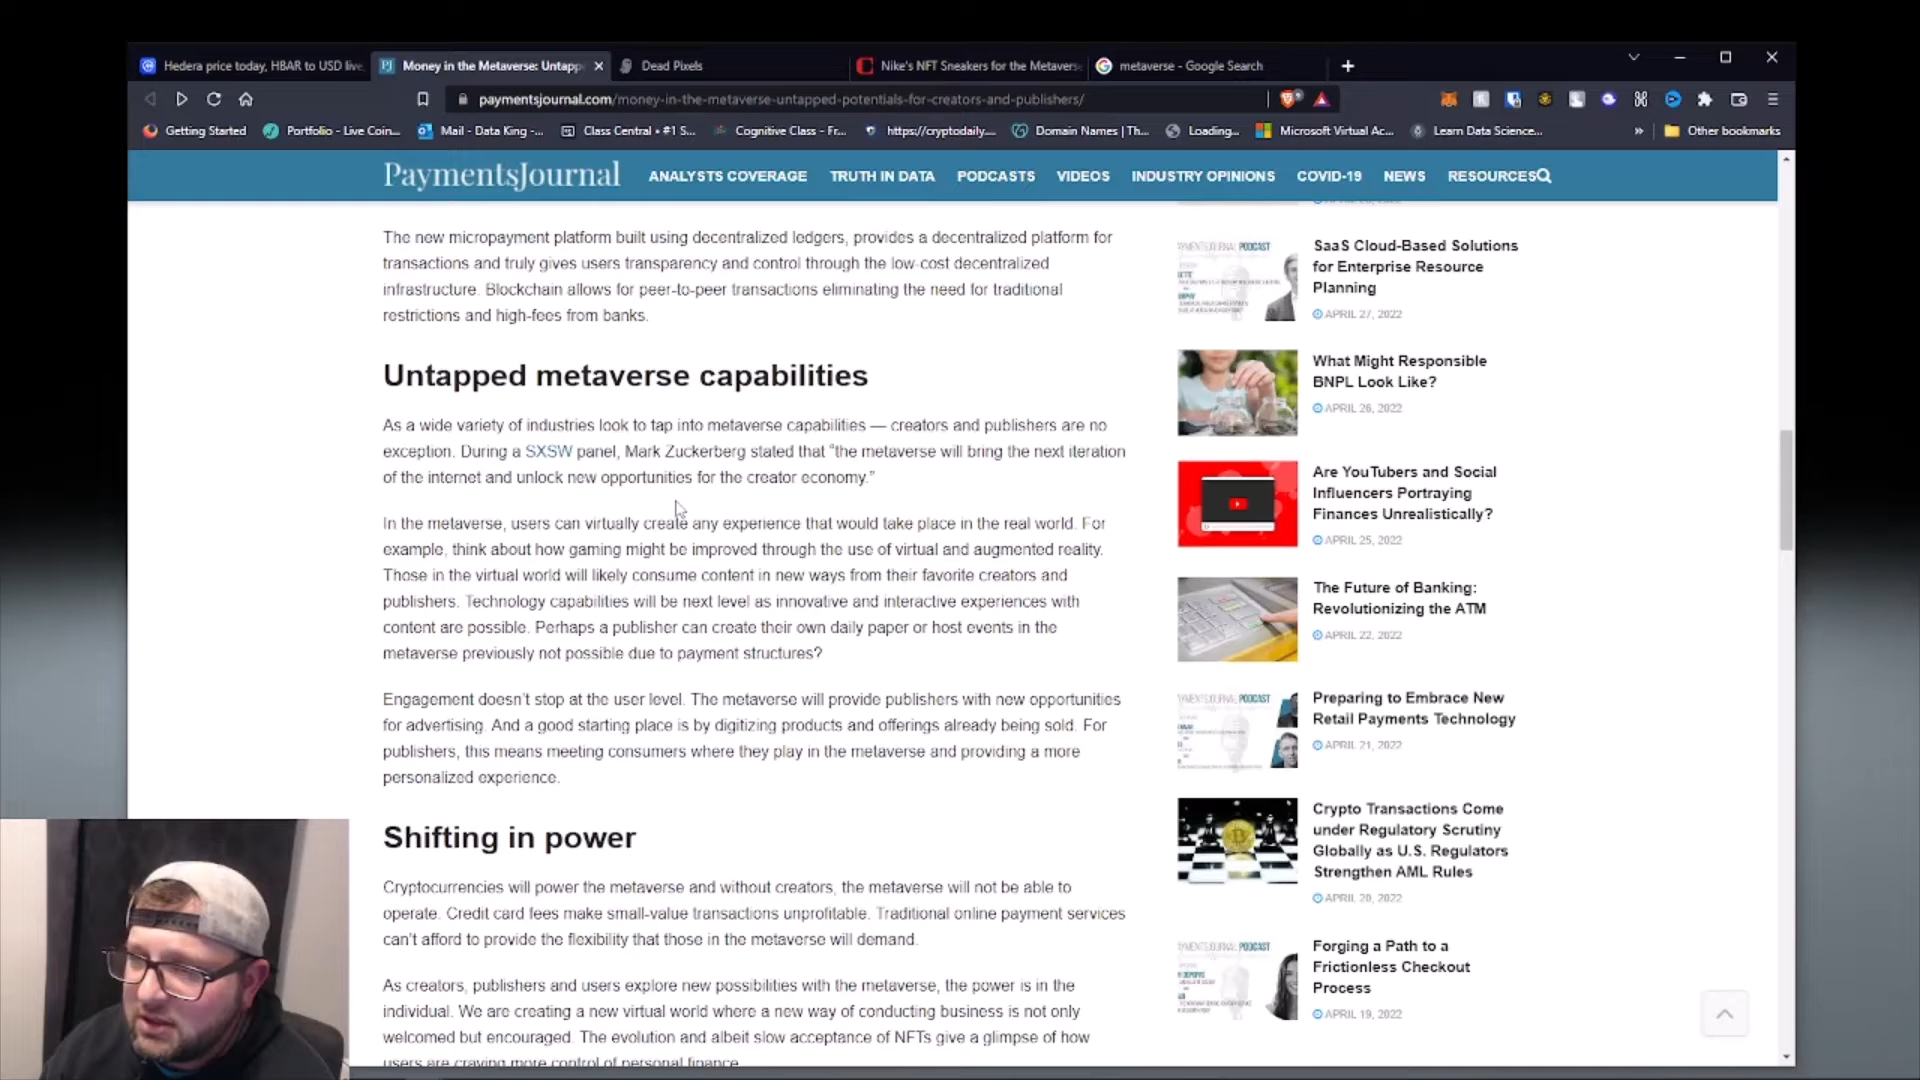 Hedera price today, HBAR to USD live,
Money in the Metaverse: Untapp
Dead Pixels
Nike's NFT Sneakers for the Metavers
metaverse - Google Search
paymentsjournal.com/money-in-the-metaverse-untapped-potentials-for-creators-and-publishers/
Getting Started
Portfolio - Live Coin...
Mail - Data King -...
Class Central • #1 S...
Cognitive Class - Fr...
https://cryptodaily....
Domain Names | Th...
Loading...
Microsoft Virtual Ac...
Learn Data Science...
Other bookmarks
PaymentsJournal
ANALYSTS COVERAGE
TRUTH IN DATA
PODCASTS
VIDEOS
INDUSTRY OPINIONS
COVID-19
NEWS
RESOURCES
The new micropayment platform built using decentralized ledgers, provides a decentralized platform for
transactions and truly gives users transparency and control through the low-cost decentralized
infrastructure. Blockchain allows for peer-to-peer transactions eliminating the need for traditional
restrictions and high-fees from banks.
Untapped metaverse capabilities
As a wide variety of industries look to tap into metaverse capabilities — creators and publishers are no
exception. During a SXSW panel, Mark Zuckerberg stated that “the metaverse will bring the next iteration
of the internet and unlock new opportunities for the creator economy.”
In the metaverse, users can virtually create any experience that would take place in the real world. For
example, think about how gaming might be improved through the use of virtual and augmented reality.
Those in the virtual world will likely consume content in new ways from their favorite creators and
publishers. Technology capabilities will be next level as innovative and interactive experiences with
content are possible. Perhaps a publisher can create their own daily paper or host events in the
metaverse previously not possible due to payment structures?
Engagement doesn’t stop at the user level. The metaverse will provide publishers with new opportunities
for advertising. And a good starting place is by digitizing products and offerings already being sold. For
publishers, this means meeting consumers where they play in the metaverse and providing a more
personalized experience.
Shifting in power
Cryptocurrencies will power the metaverse and without creators, the metaverse will not be able to
operate. Credit card fees make small-value transactions unprofitable. Traditional online payment services
can’t afford to provide the flexibility that those in the metaverse will demand.
As creators, publishers and users explore new possibilities with the metaverse, the power is in the
individual. We are creating a new virtual world where a new way of conducting business is not only
welcomed but encouraged. The evolution and albeit slow acceptance of NFTs give a glimpse of how
users are craving more control of personal finance.
SaaS Cloud-Based Solutions
for Enterprise Resource
Planning
APRIL 27, 2022
What Might Responsible
BNPL Look Like?
APRIL 26, 2022
Are YouTubers and Social
Influencers Portraying
Finances Unrealistically?
APRIL 25, 2022
The Future of Banking:
Revolutionizing the ATM
APRIL 22, 2022
Preparing to Embrace New
Retail Payments Technology
APRIL 21, 2022
Crypto Transactions Come
under Regulatory Scrutiny
Globally as U.S. Regulators
Strengthen AML Rules
APRIL 20, 2022
Forging a Path to a
Frictionless Checkout
Process
APRIL 19, 2022